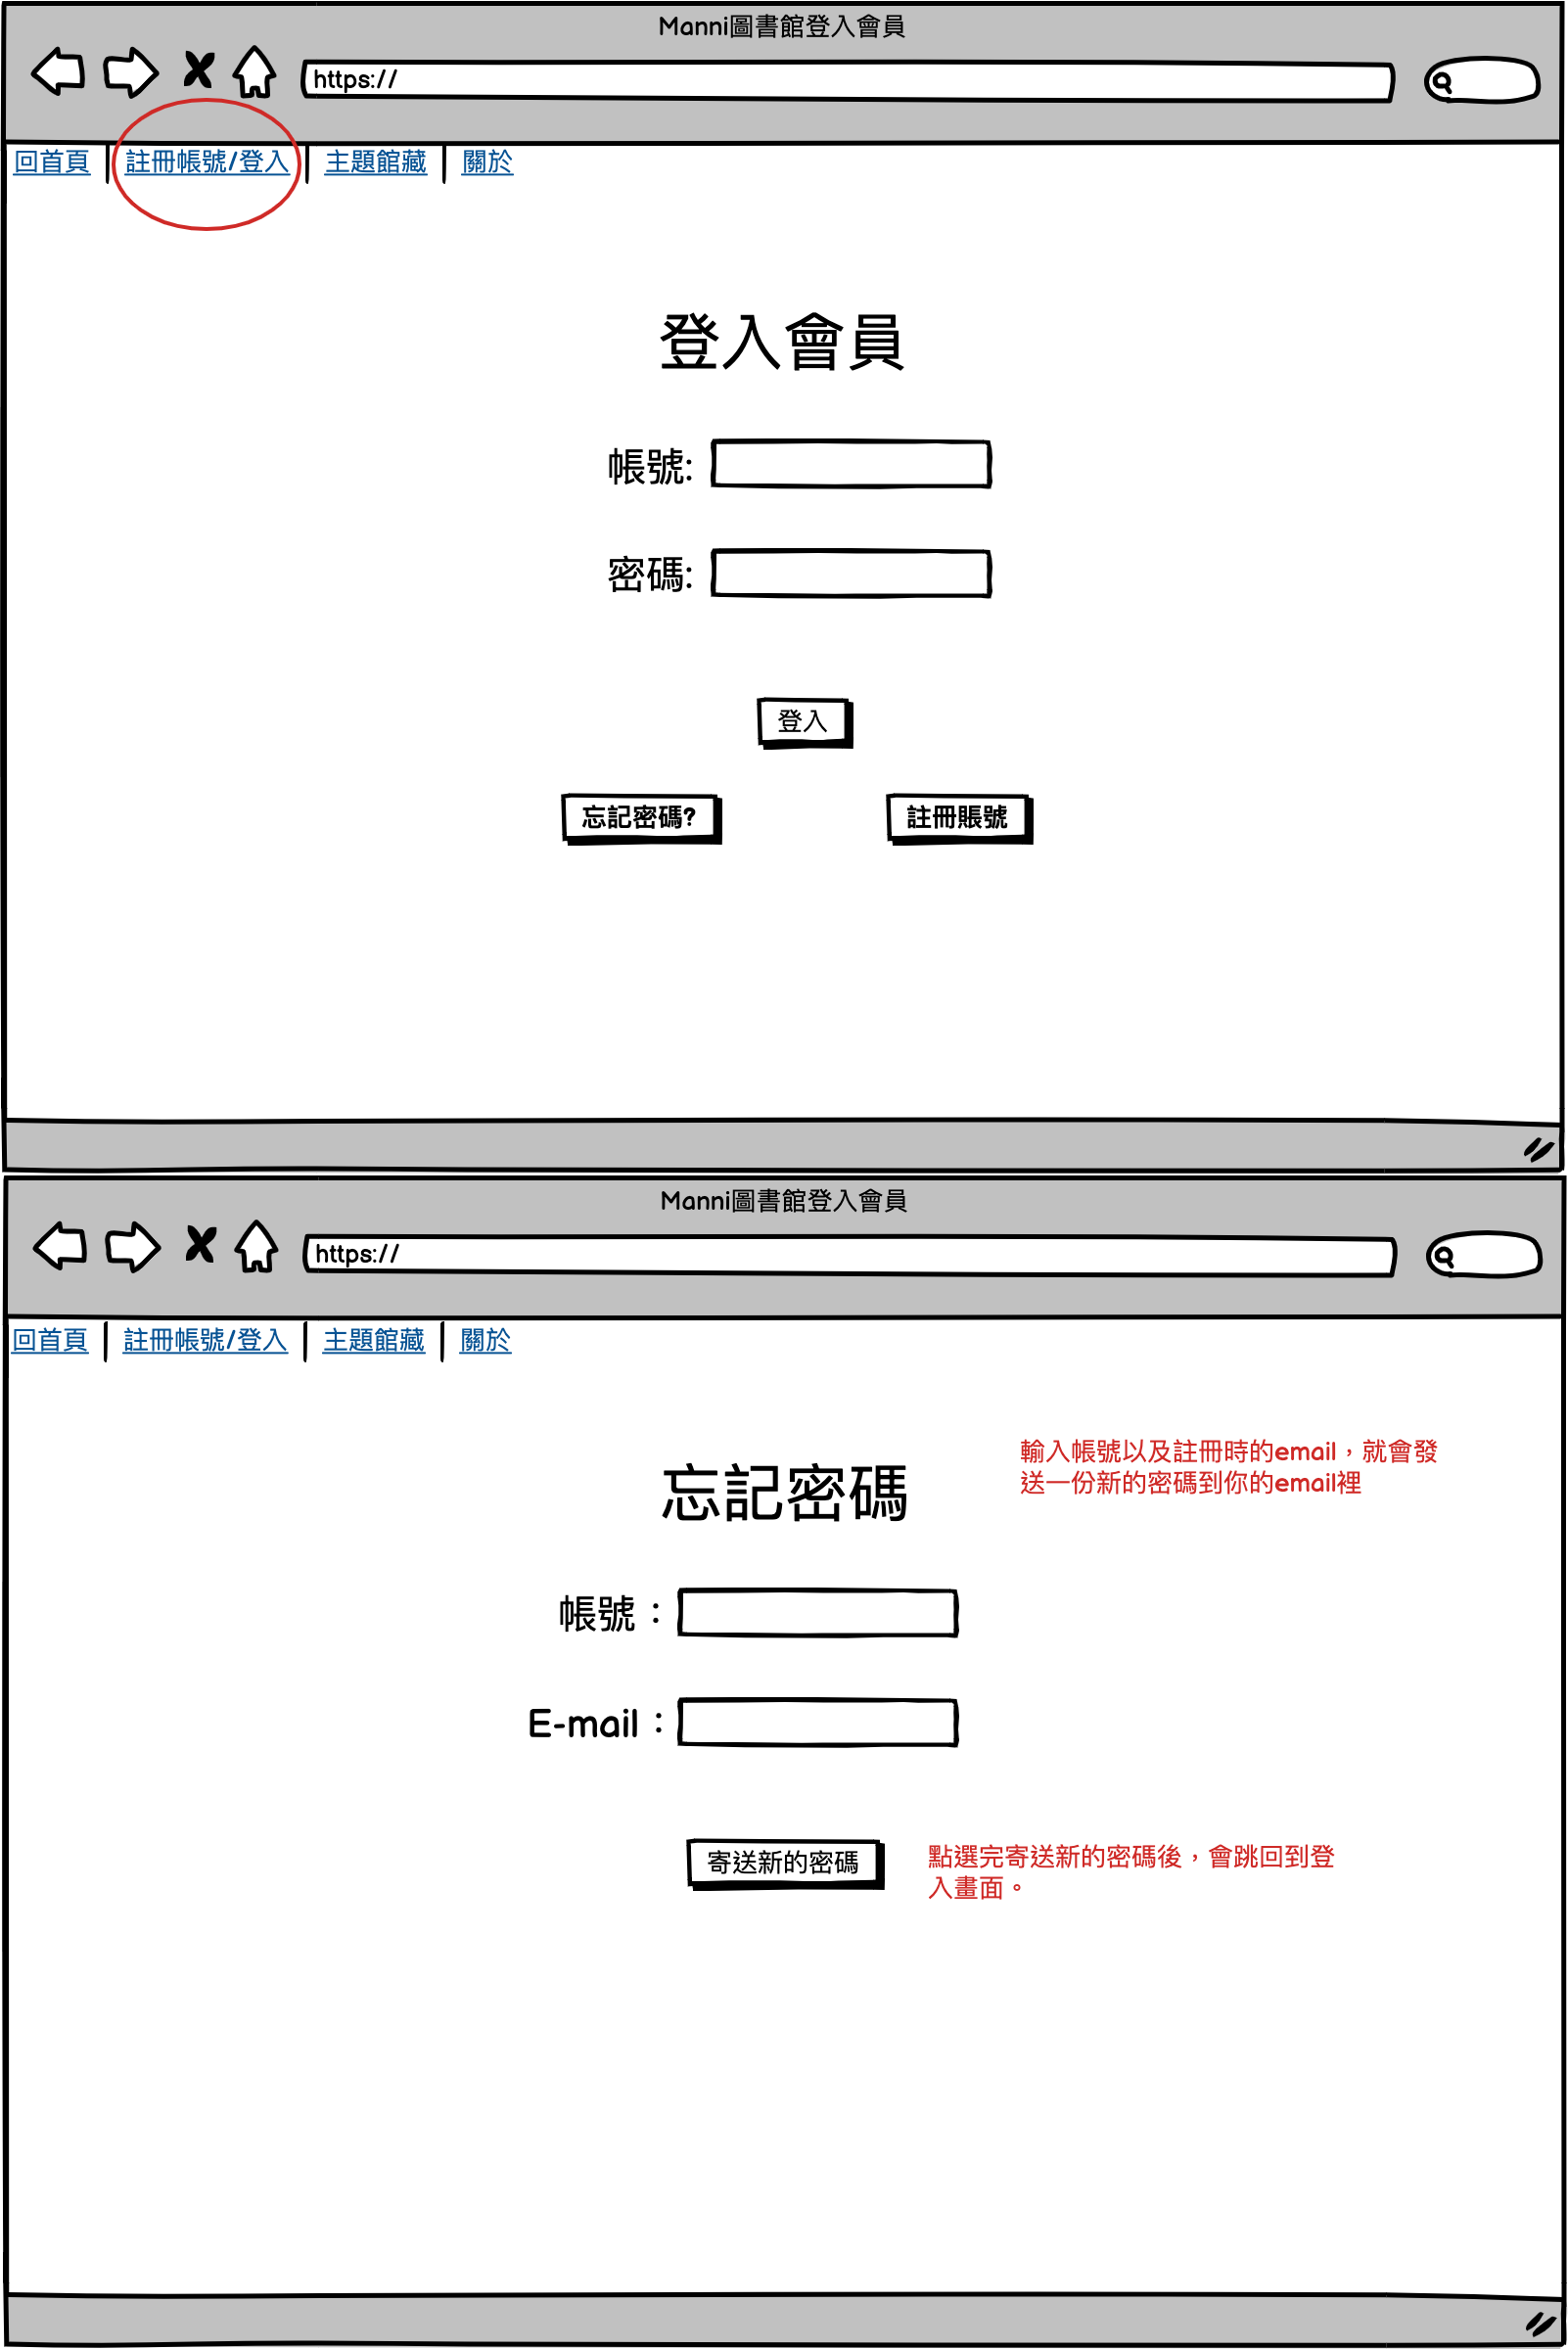 Manni圖書館登入會員
https://
回首頁 註冊帳號/登入 主題館藏 關於
登入會員
帳號:
密碼:
登入
忘記密碼? 註冊賬號
Manni圖書館登入會員
https://
回首頁 註冊帳號/登入 主題館藏 關於
輸入帳號以及註冊時的email，就會發
送一份新的密碼到你的email裡
忘記密碼
帳號：
E-mail：
寄送新的密碼
點選完寄送新的密碼後，會跳回到登
入畫面。